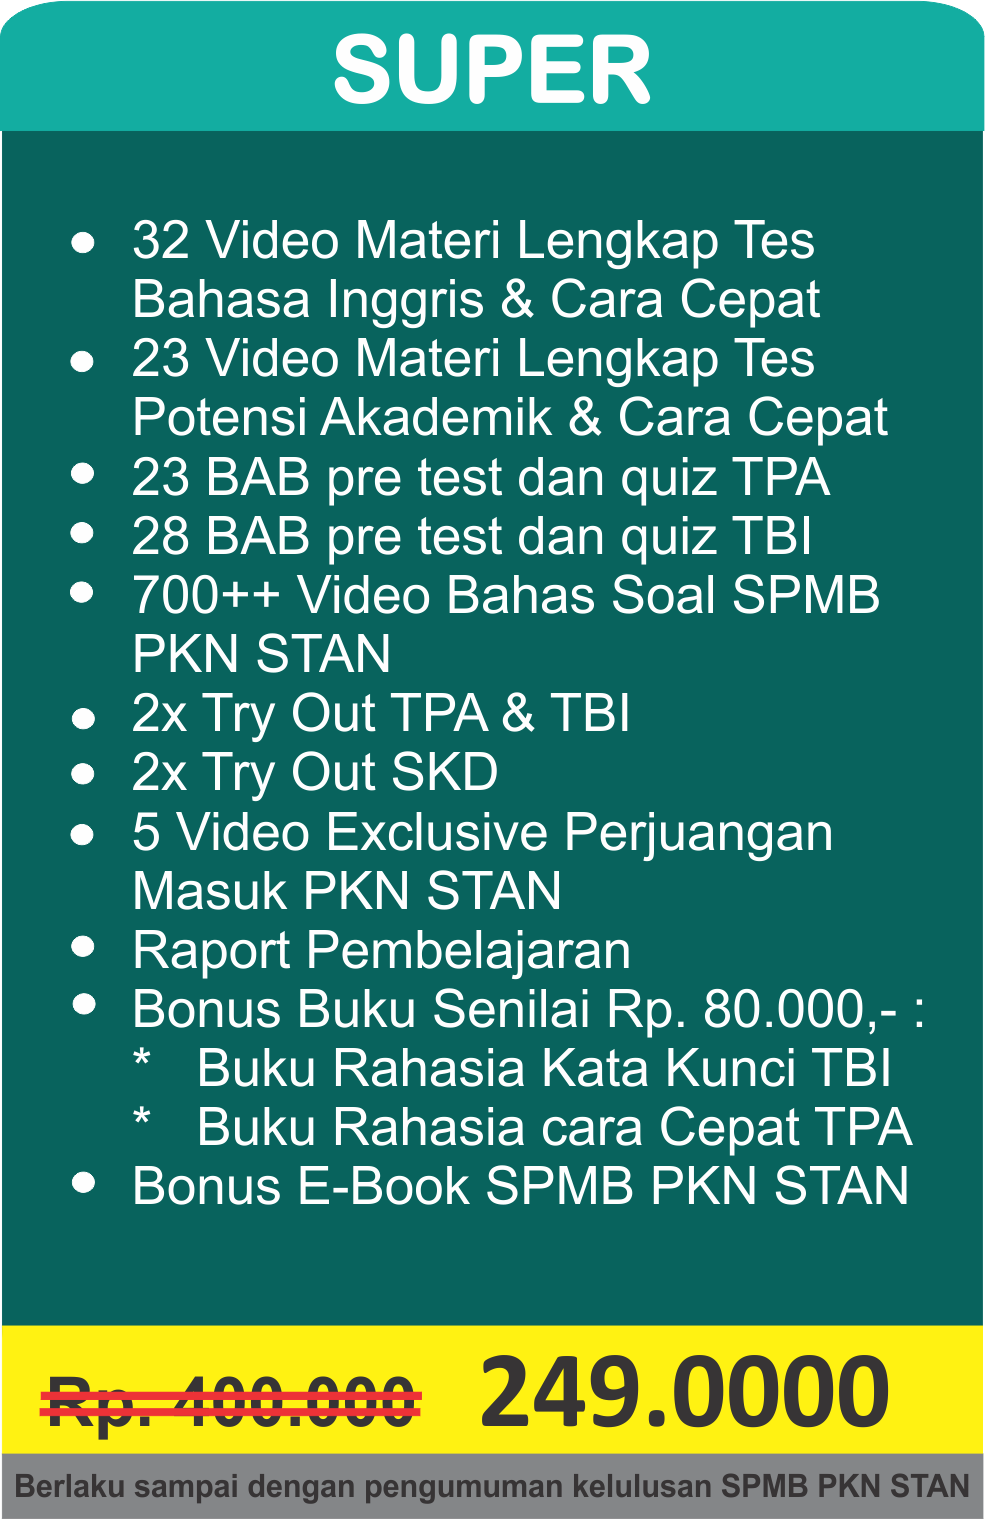 SUPER
● 32 Video Materi Lengkap Tes
Bahasa Inggris & Cara Cepat
● 23 Video Materi Lengkap Tes
Potensi Akademik & Cara Cepat
● 23 BAB pre test dan quiz TPA
● 28 BAB pre test dan quiz TBI
● 700++ Video Bahas Soal SPMB
PKN STAN
● 2x Try Out TPA & TBI
● 2x Try Out SKD
● 5 Video Exclusive Perjuangan
Masuk PKN STAN
● Raport Pembelajaran
● Bonus Buku Senilai Rp. 80.000,- :
* Buku Rahasia Kata Kunci TBI
* Buku Rahasia cara Cepat TPA
● Bonus E-Book SPMB PKN STAN
Rp. 400.000 249.0000
Berlaku sampai dengan pengumuman kelulusan SPMB PKN STAN